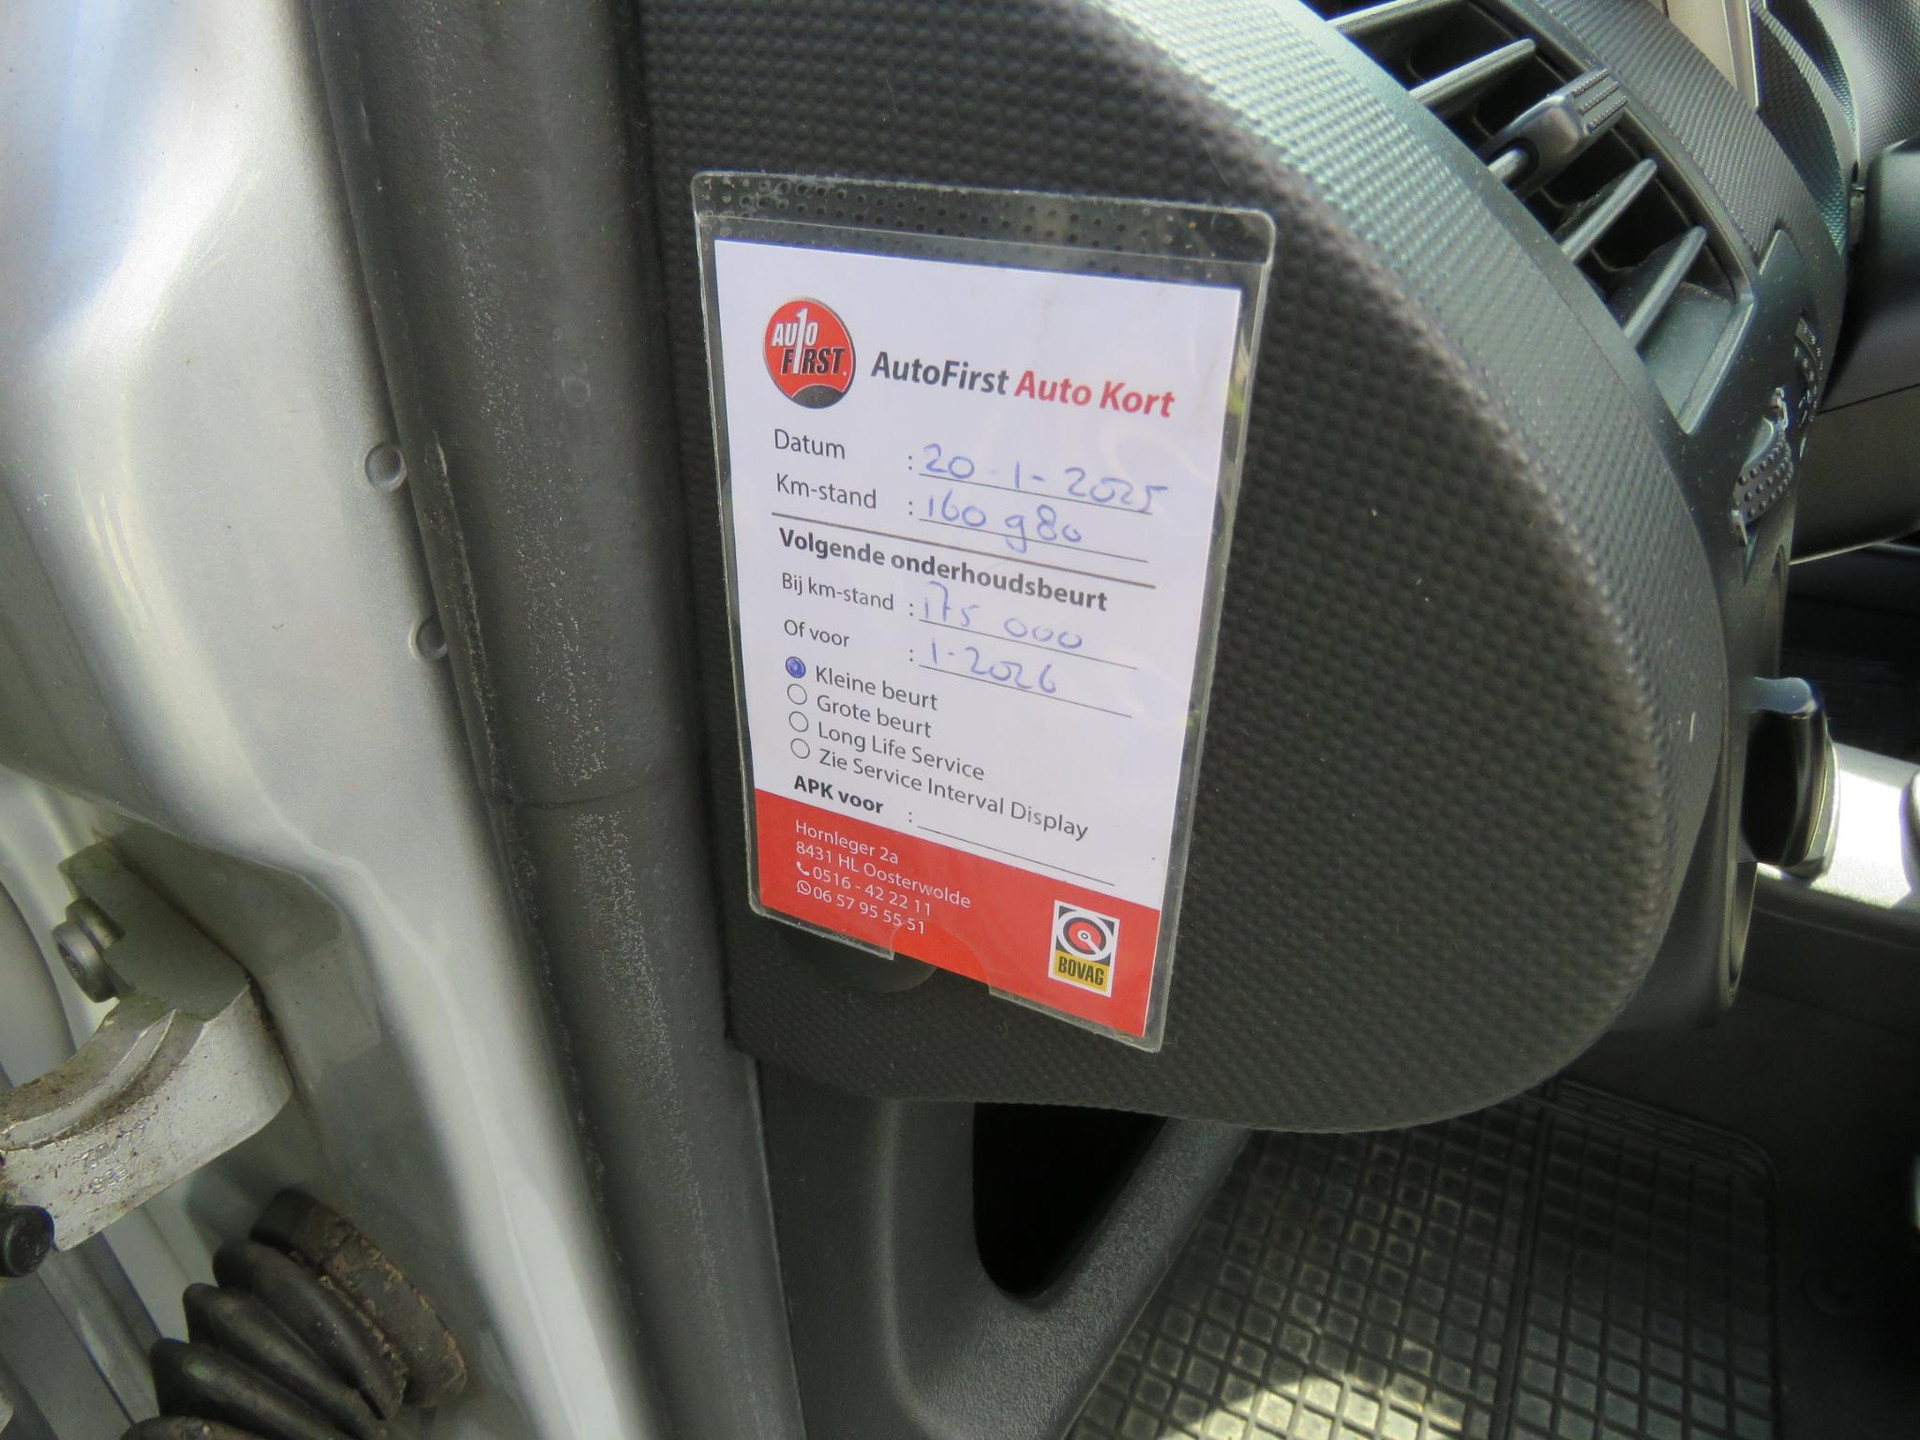 AUTO
FIRST
AutoFirst Auto Kort
Datum : 20-1-2025
Km-stand : 160 980
Volgende onderhoudsbeurt
Bij km-stand : 175 000
Of voor : 1-2026
Kleine beurt
Grote beurt
Long Life Service
Zie Service Interval Display
APK voor :
Hornleger 2a
8431 HL Oosterwolde
0516 - 42 22 11
06 57 95 55 51
BOVAG